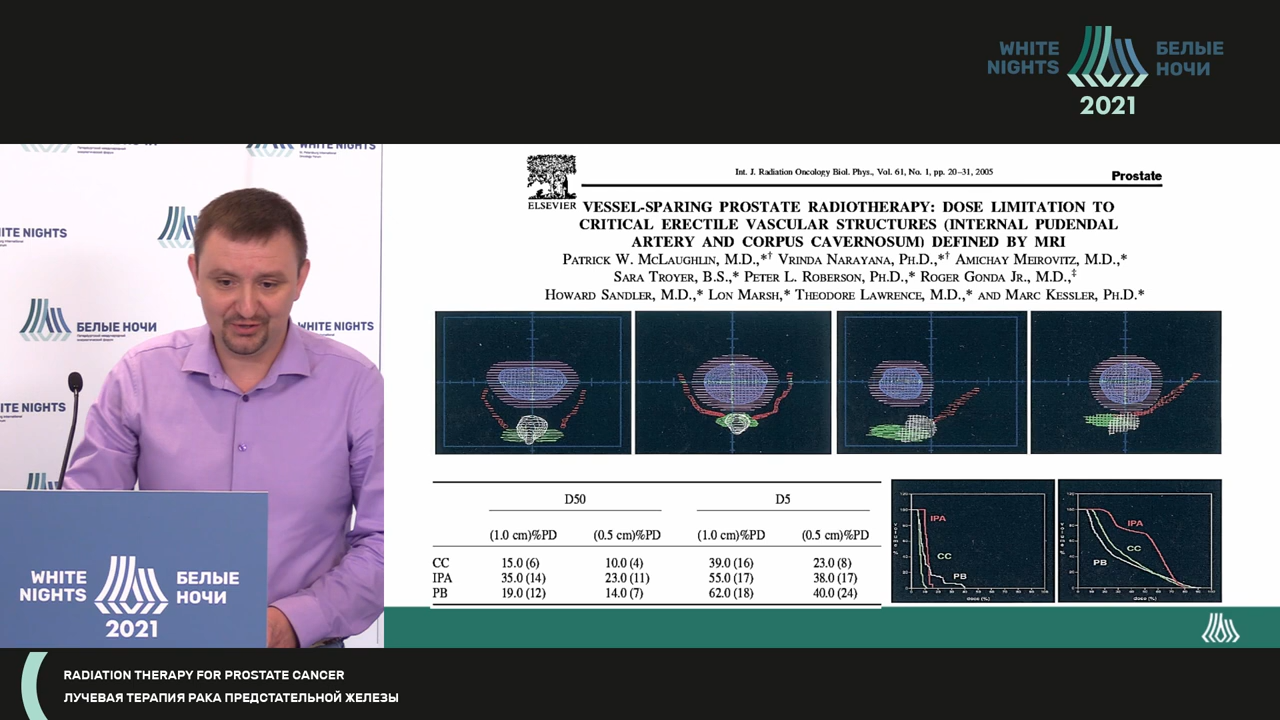 WHITE NIGHTS
БЕЛЫЕ НОЧИ
2021
WHITE NIGHTS
TE NIGHTS
БЕЛЫЕ НОЧИ
WHITE NIGHTS
ITE NIGHTS
WHITE NIGHTS
БЕЛЫЕ НОЧИ
2021
ELSEVIER
Int. J. Radiation Oncology Biol. Phys., Vol. 61, No. 1, pp. 20–31, 2005
Prostate
VESSEL-SPARING PROSTATE RADIOTHERAPY: DOSE LIMITATION TO
CRITICAL ERECTILE VASCULAR STRUCTURES (INTERNAL PUDENDAL
ARTERY AND CORPUS CAVERNOSUM) DEFINED BY MRI
PATRICK W. MCLAUGHLIN, M.D.,*† VRINDA NARAYANA, PH.D.,*† AMICHAY MEIROVITZ, M.D.,*
SARA TROYER, B.S.,* PETER L. ROBERSON, PH.D.,* ROGER GONDA JR., M.D.,‡
HOWARD SANDLER, M.D.,* LON MARSH,* THEODORE LAWRENCE, M.D.,* AND MARC KESSLER, PH.D.*
D50 D5
(1.0 cm)%PD (0.5 cm)%PD (1.0 cm)%PD (0.5 cm)%PD
CC 15.0 (6) 10.0 (4) 39.0 (16) 23.0 (8)
IPA 35.0 (14) 23.0 (11) 55.0 (17) 38.0 (17)
PB 19.0 (12) 14.0 (7) 62.0 (18) 40.0 (24)
IPA
CC
PB
dose (%)
IPA
CC
PB
dose (%)
RADIATION THERAPY FOR PROSTATE CANCER
ЛУЧЕВАЯ ТЕРАПИЯ РАКА ПРЕДСТАТЕЛЬНОЙ ЖЕЛЕЗЫ